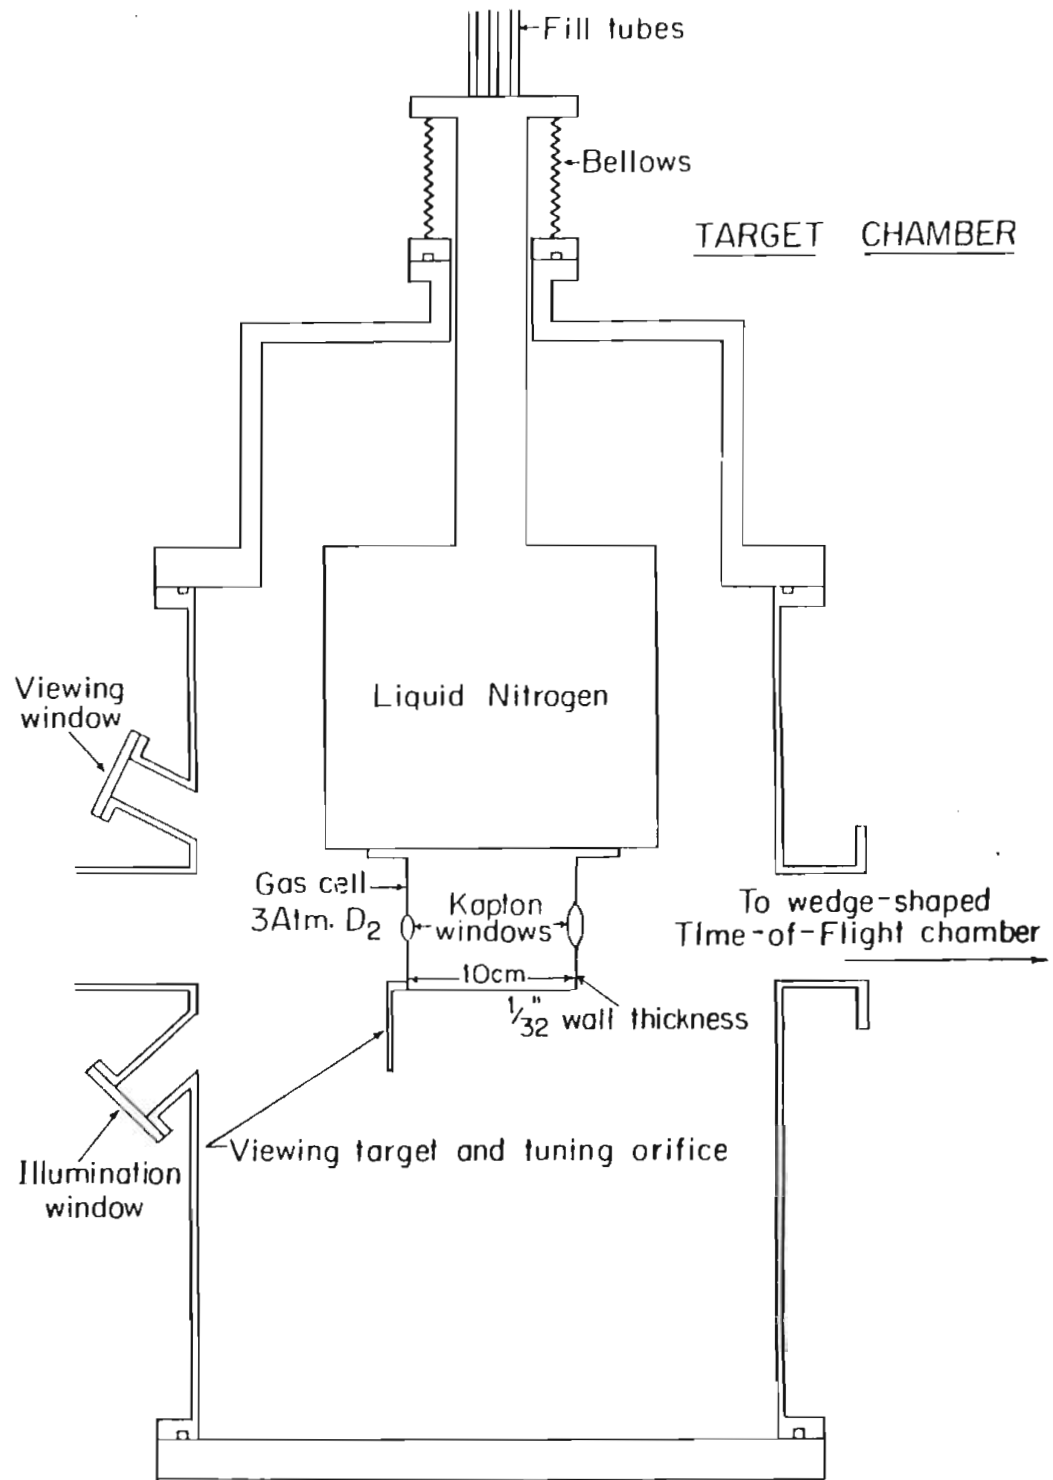 Fill tubes
Bellows
TARGET CHAMBER
Viewing
window
Liquid Nitrogen
Gas cell
3Atm. D2
Kapton
windows
To wedge-shaped
Time-of-Flight chamber
10cm
1/32" wall thickness
Viewing target and tuning orifice
Illumination
window